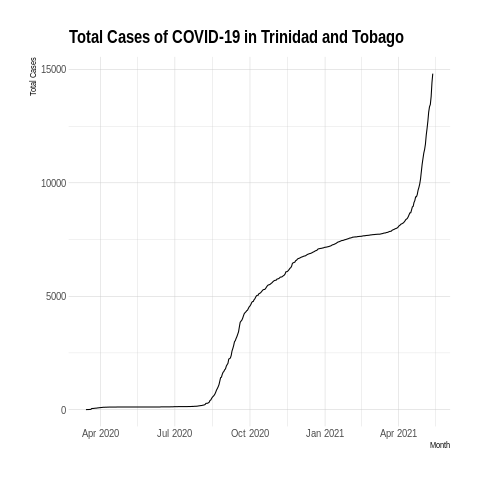 Total Cases of COVID-19 in Trinidad and Tobago
Total Cases
15000
10000
5000
0
Apr 2020 Jul 2020 Oct 2020 Jan 2021 Apr 2021
Month